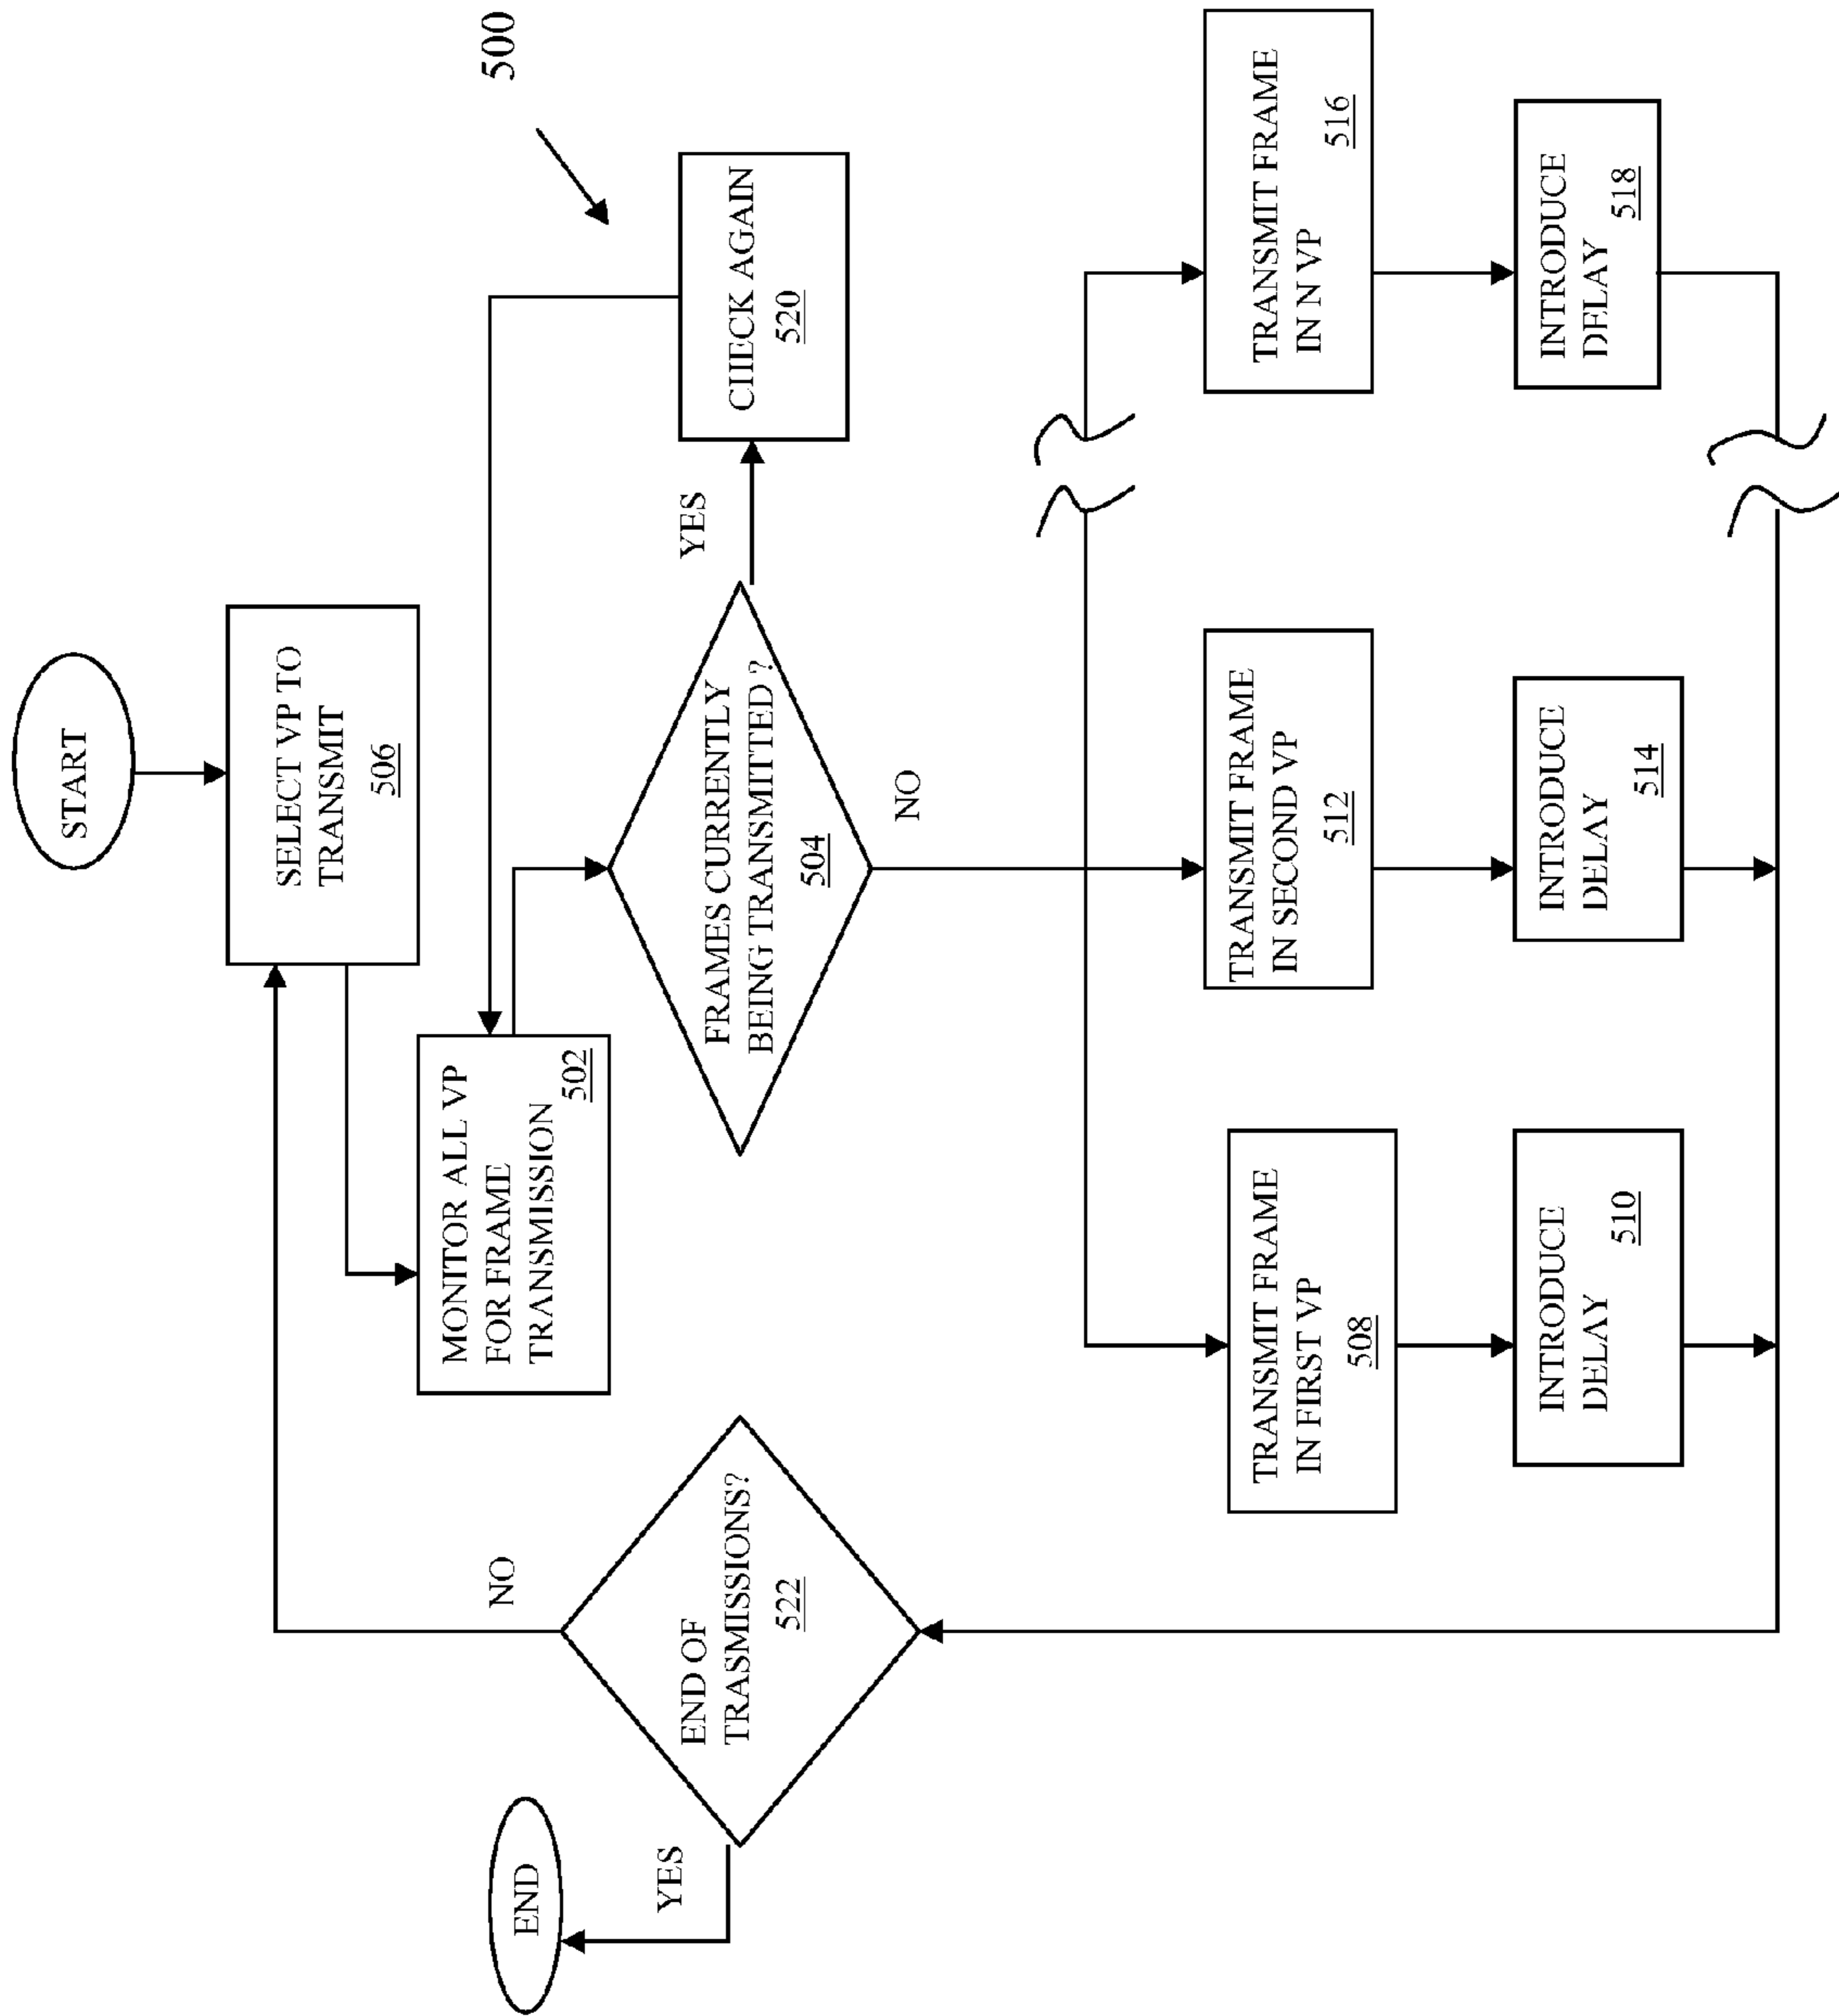 START
500
SELECT VP TO
TRANSMIT
506
MONITOR ALL VP
FOR FRAME
TRANSMISSION
502
FRAMES CURRENTLY
BEING TRANSMITTED ?
504
YES
CHECK AGAIN
520
NO
TRANSMIT FRAME
IN FIRST VP
508
INTRODUCE
DELAY
510
TRANSMIT FRAME
IN SECOND VP
512
INTRODUCE
DELAY
514
TRANSMIT FRAME
IN N VP
516
INTRODUCE
DELAY
518
END OF
TRASMISSIONS?
522
NO
YES
END